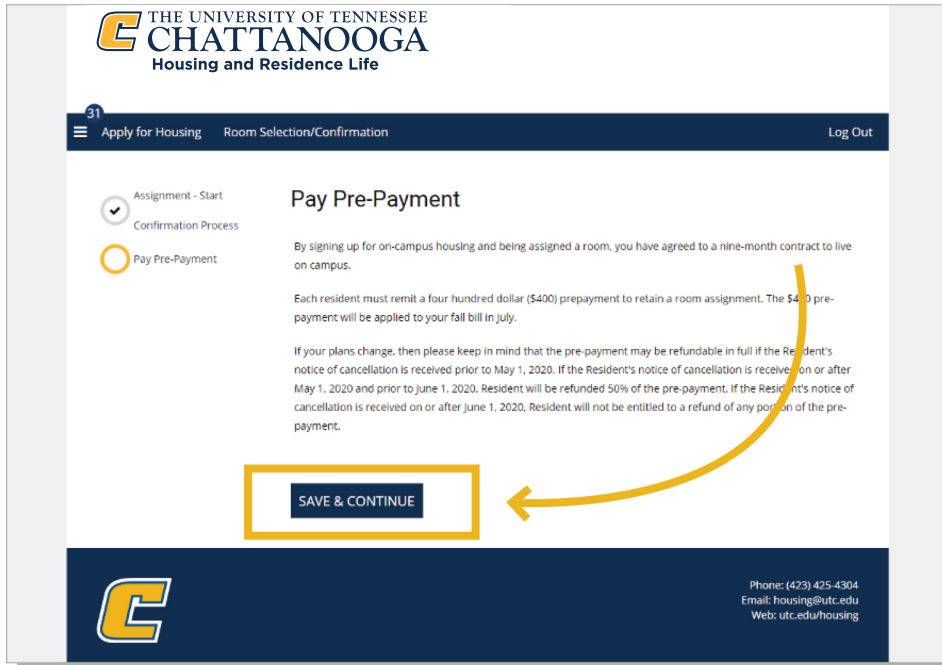 THE UNIVERSITY OF TENNESSEE
CHATTANOOGA
Housing and Residence Life
31
Apply for Housing Room Selection/Confirmation Log Out
Assignment - Start
Confirmation Process
Pay Pre-Payment
Pay Pre-Payment
By signing up for on-campus housing and being assigned a room, you have agreed to a nine-month contract to live
on campus.
Each resident must remit a four hundred dollar ($400) prepayment to retain a room assignment. The $400 pre-
payment will be applied to your fall bill in July.
If your plans change, then please keep in mind that the pre-payment may be refundable in full if the Resident's
notice of cancellation is received prior to May 1, 2020. If the Resident's notice of cancellation is received on or after
May 1, 2020 and prior to June 1, 2020, Resident will be refunded 50% of the pre-payment. If the Resident's notice of
cancellation is received on or after June 1, 2020, Resident will not be entitled to a refund of any portion of the pre-
payment.
SAVE & CONTINUE
C
Phone: (423) 425-4304
Email: housing@utc.edu
Web: utc.edu/housing